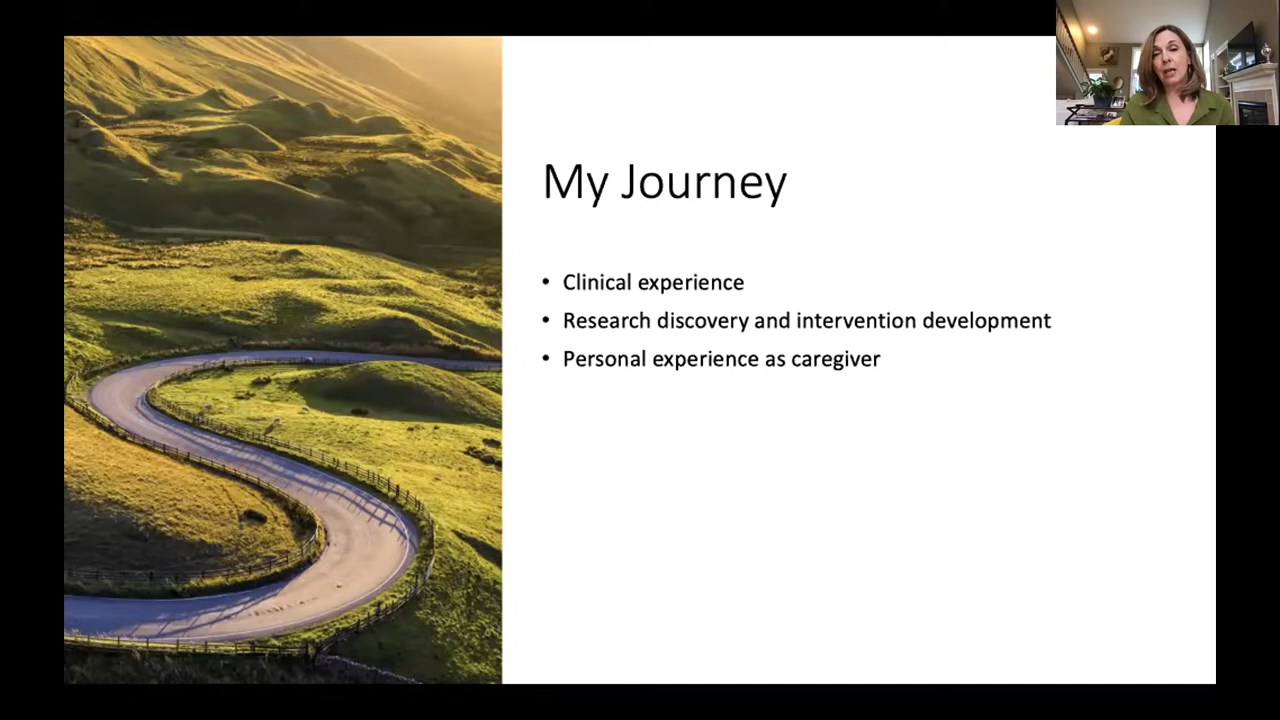 My Journey
• Clinical experience
• Research discovery and intervention development
• Personal experience as caregiver